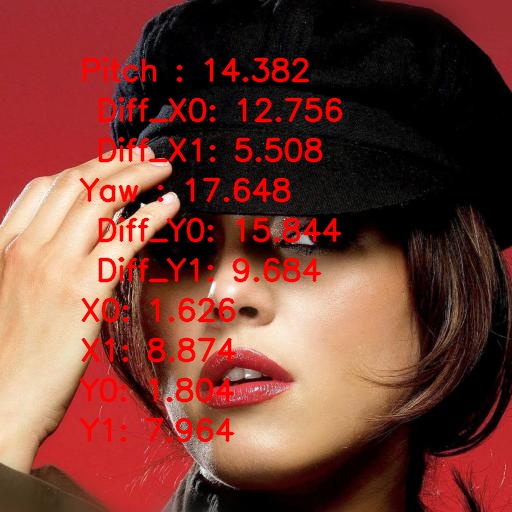 Pitch : 14.382
Diff_X0: 12.756
Diff_X1: 5.508
Yaw : 17.648
Diff_Y0: 15.844
Diff_Y1: 9.684
X0: 1.626
X1: 8.874
Y0: 1.804
Y1: 7.964